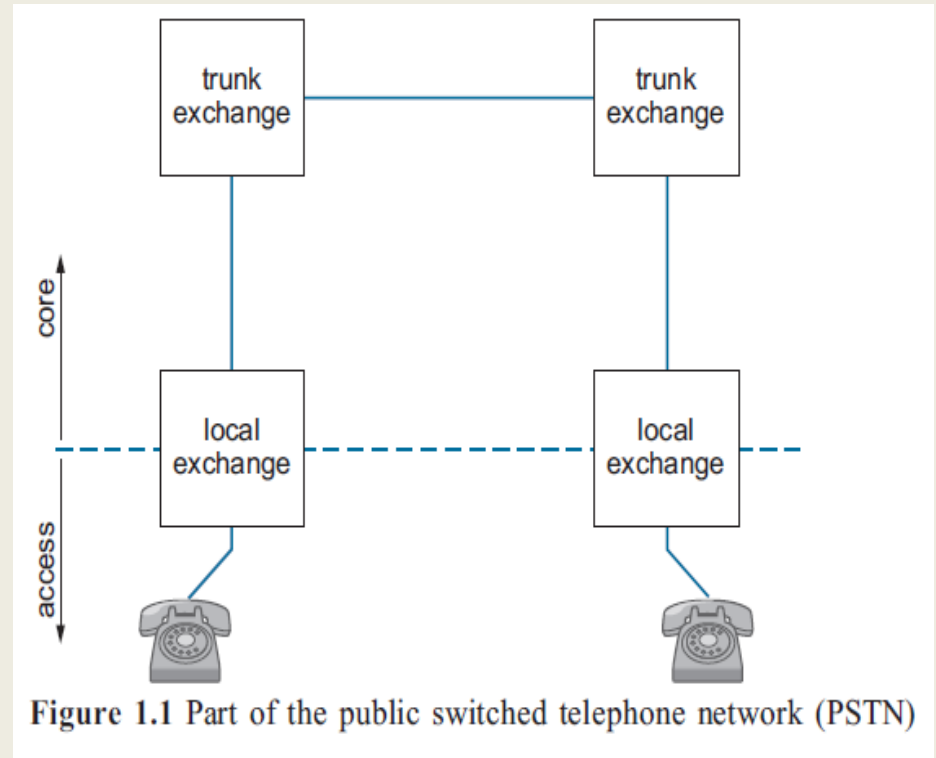 trunk
exchange
trunk
exchange
core
local
exchange
local
exchange
access
Figure 1.1 Part of the public switched telephone network (PSTN)